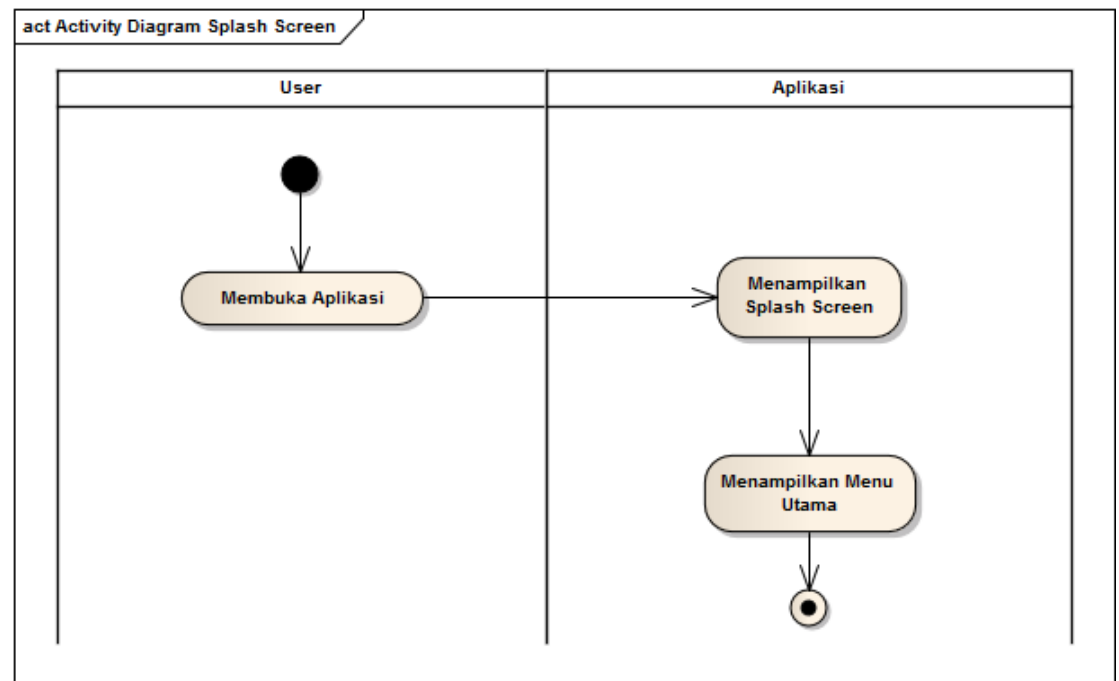 act Activity Diagram Splash Screen
User
Aplikasi
Membuka Aplikasi
Menampilkan
Splash Screen
Menampilkan Menu
Utama